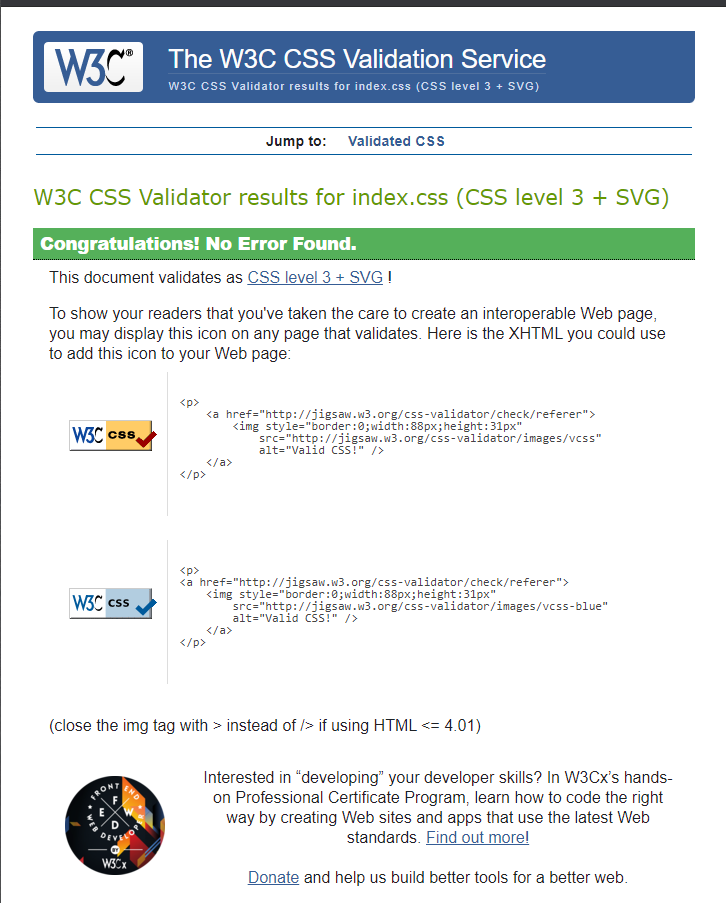 W3C®
The W3C CSS Validation Service
W3C CSS Validator results for index.css (CSS level 3 + SVG)
Jump to: Validated CSS
W3C CSS Validator results for index.css (CSS level 3 + SVG)
Congratulations! No Error Found.
This document validates as CSS level 3 + SVG !
To show your readers that you've taken the care to create an interoperable Web page,
you may display this icon on any page that validates. Here is the XHTML you could use
to add this icon to your Web page:
W3C css
<p>
<a href="http://jigsaw.w3.org/css-validator/check/referer">
<img style="border:0;width:88px;height:31px"
src="http://jigsaw.w3.org/css-validator/images/vcss"
alt="Valid CSS!" />
</a>
</p>
W3C css
<p>
<a href="http://jigsaw.w3.org/css-validator/check/referer">
<img style="border:0;width:88px;height:31px"
src="http://jigsaw.w3.org/css-validator/images/vcss-blue"
alt="Valid CSS!" />
</a>
</p>
(close the img tag with > instead of /> if using HTML <= 4.01)
FRONT END
F
E W
D
WEB DEVELOPER
BY
W3Cx
Interested in “developing” your developer skills? In W3Cx’s hands-
on Professional Certificate Program, learn how to code the right
way by creating Web sites and apps that use the latest Web
standards. Find out more!
Donate and help us build better tools for a better web.